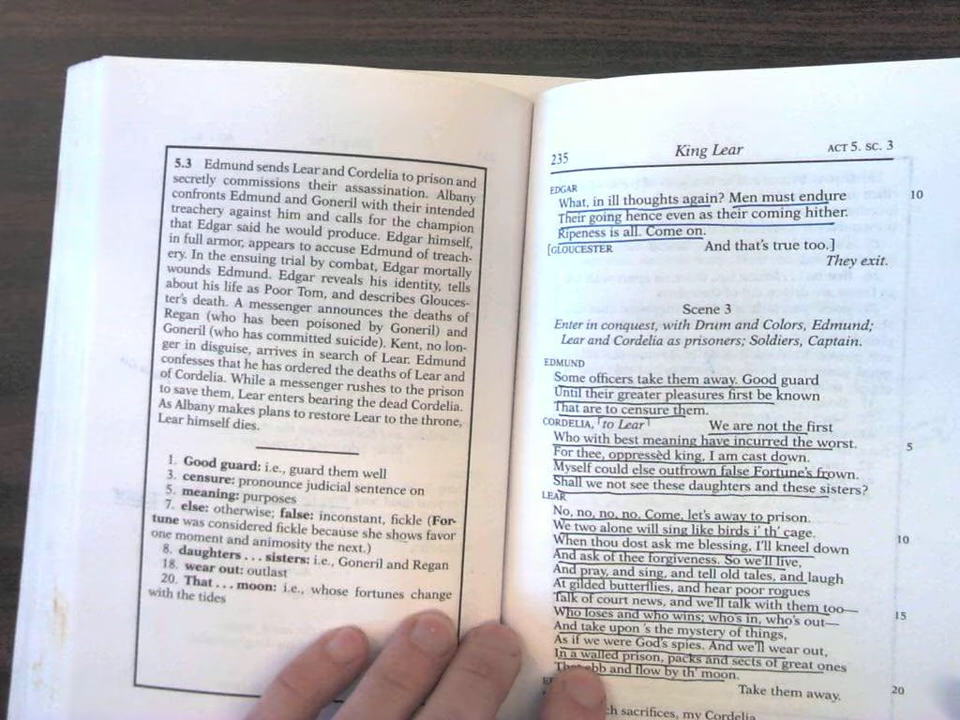 5.3 Edmund sends Lear and Cordelia to prison and
secretly commissions their assassination. Albany
confronts Edmund and Goneril with their intended
treachery against him and calls for the champion
that Edgar said he would produce. Edgar himself,
in full armor, appears to accuse Edmund of treach-
ery. In the ensuing trial by combat, Edgar mortally
wounds Edmund. Edgar reveals his identity, tells
about his life as Poor Tom, and describes Glouces-
ter's death. A messenger announces the deaths of
Regan (who has been poisoned by Goneril) and
Goneril (who has committed suicide). Kent, no lon-
ger in disguise, arrives in search of Lear. Edmund
confesses that he has ordered the deaths of Lear and
of Cordelia. While a messenger rushes to the prison
to save them, Lear enters bearing the dead Cordelia.
As Albany makes plans to restore Lear to the throne,
Lear himself dies.
1. Good guard: i.e., guard them well
3. censure: pronounce judicial sentence on
5. meaning: purposes
7. else: otherwise; false: inconstant, fickle (For-
tune was considered fickle because she shows favor
one moment and animosity the next.)
8. daughters . . . sisters: i.e., Goneril and Regan
18. wear out: outlast
20. That . . . moon: i.e., whose fortunes change
with the tides
235 King Lear ACT 5. SC. 3
EDGAR
What, in ill thoughts again? Men must endure 10
Their going hence even as their coming hither.
Ripeness is all. Come on.
[GLOUCESTER And that's true too.]
They exit.
Scene 3
Enter in conquest, with Drum and Colors, Edmund;
Lear and Cordelia as prisoners; Soldiers, Captain.
EDMUND
Some officers take them away. Good guard
Until their greater pleasures first be known
That are to censure them.
CORDELIA, ⌜to Lear⌝ We are not the first
Who with best meaning have incurred the worst. 5
For thee, oppressèd king, I am cast down.
Myself could else outfrown false Fortune's frown.
Shall we not see these daughters and these sisters?
LEAR
No, no, no, no. Come, let's away to prison.
We two alone will sing like birds i' th' cage. 10
When thou dost ask me blessing, I'll kneel down
And ask of thee forgiveness. So we'll live,
And pray, and sing, and tell old tales, and laugh
At gilded butterflies, and hear poor rogues
Talk of court news, and we'll talk with them too— 15
Who loses and who wins; who's in, who's out—
And take upon 's the mystery of things,
As if we were God's spies. And we'll wear out,
In a walled prison, packs and sects of great ones
That ebb and flow by th' moon.
Take them away. 20
sacrifices, my Cordelia